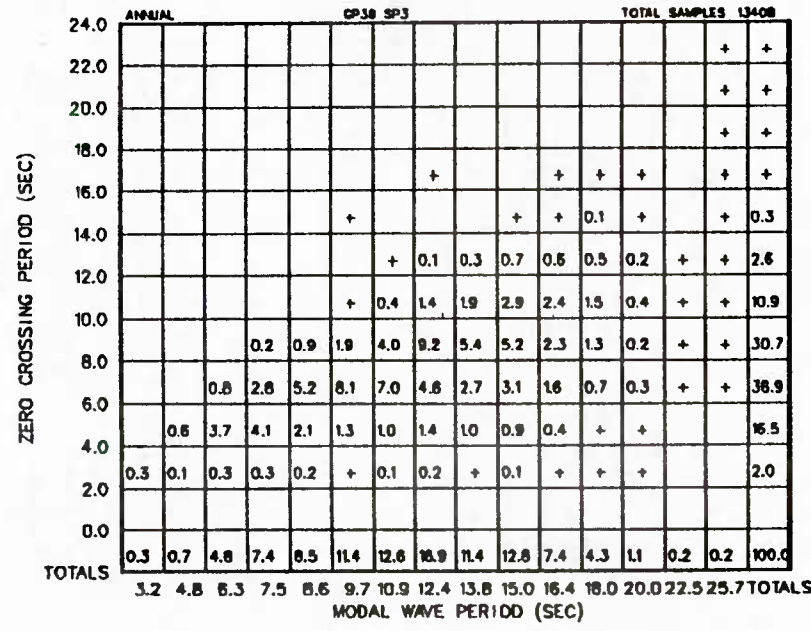 ANNUAL GP38 SP3 TOTAL SAMPLES 13408
24.0
+ +
22.0
+ +
20.0
+ +
18.0
+ + + + + +
16.0
+ + + 0.1 + + 0.3
14.0
+ 0.1 0.3 0.7 0.6 0.5 0.2 + + 2.6
12.0
+ 0.4 1.4 1.9 2.9 2.4 1.5 0.4 + + 10.9
10.0
0.2 0.9 1.9 4.0 9.2 5.4 5.2 2.3 1.3 0.2 + + 30.7
8.0
5.2 8.1 7.0 4.6 2.7 3.1 1.6 0.7 0.3 + + 36.9
6.0
0.6 3.7 4.1 2.1 1.3 1.0 1.4 1.0 0.9 0.4 + + 16.5
4.0
0.3 0.1 0.3 0.3 0.2 + 0.1 0.2 + 0.1 + + + 2.0
2.0
0.0
0.3 0.7 4.8 7.4 8.5 11.4 12.6 16.9 11.4 12.8 7.4 4.3 1.1 0.2 0.2 100.0
TOTALS
3.2 4.8 6.3 7.5 8.6 9.7 10.9 12.4 13.8 15.0 16.4 18.0 20.0 22.5 25.7 TOTALS
MODAL WAVE PERIOD (SEC)
ZERO CROSSING PERIOD (SEC)